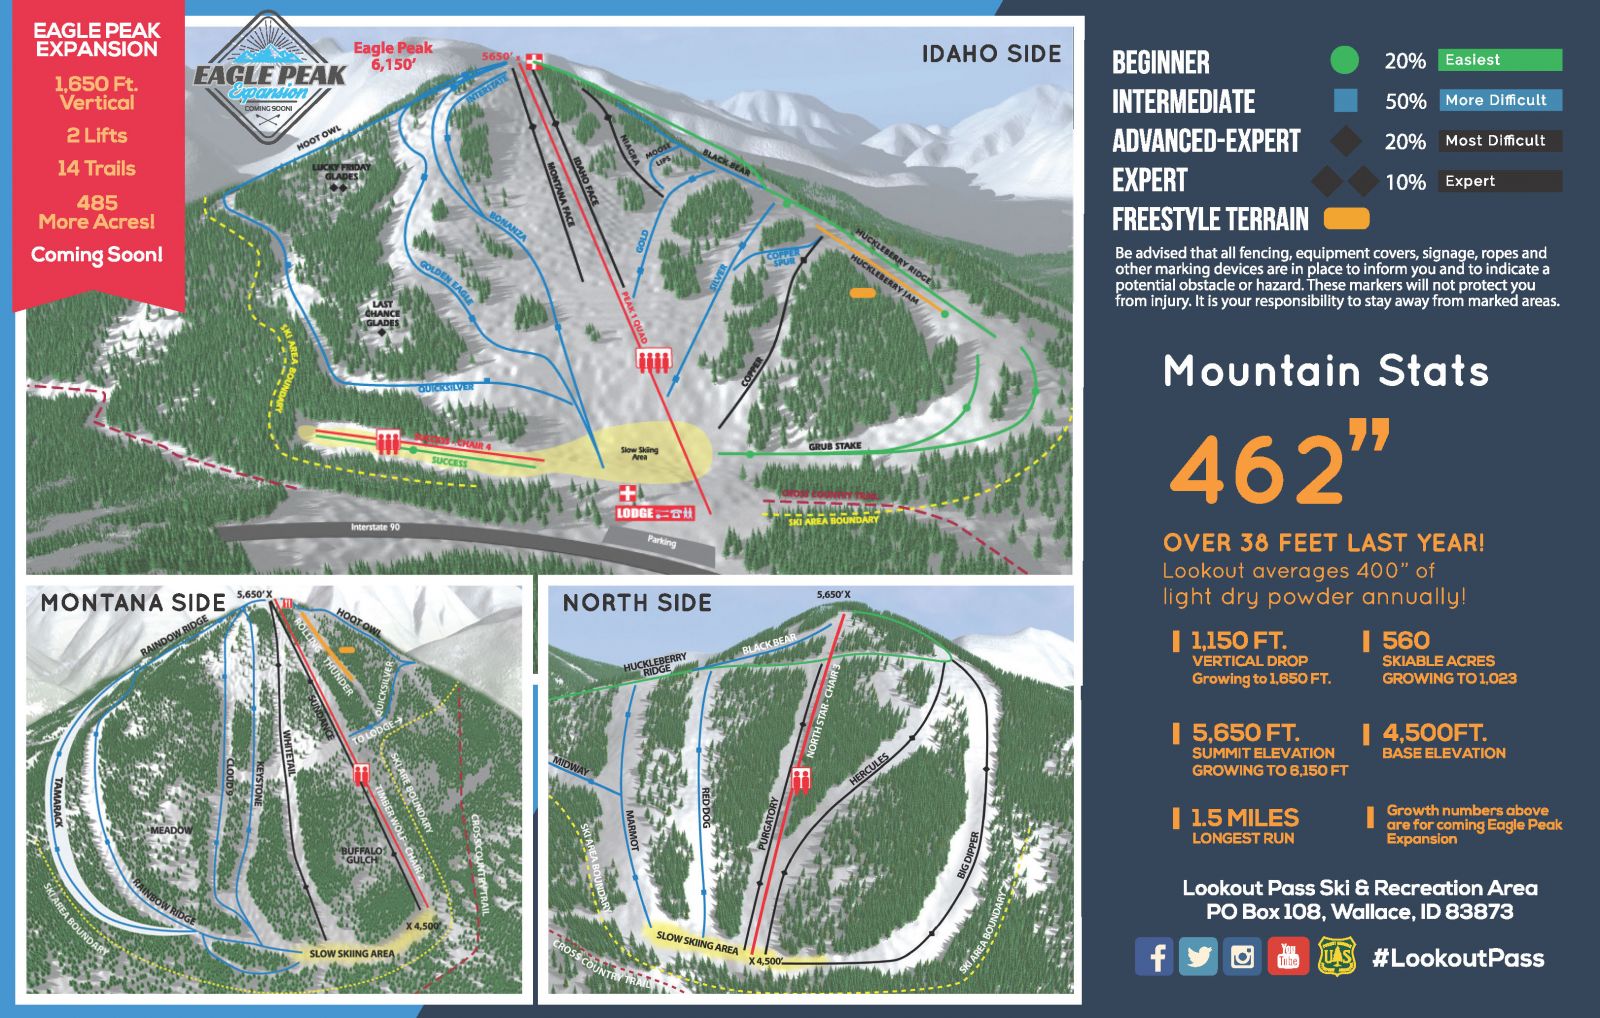 EAGLE PEAK
EXPANSION
1,650 Ft.
Vertical
2 Lifts
14 Trails
485
More Acres!
Coming Soon!
EAGLE PEAK
Expansion
COMING SOON!
Eagle Peak
6,150'
5650' x
IDAHO SIDE
HOOT OWL
INTERSTATE
LUCKY FRIDAY
GLADES
MONTANA FACE
IDAHO FACE
NIAGRA
MOOSE
LIPS
BLACK BEAR
BONANZA
GOLD
GOLDEN EAGLE
SILVER
COPPER
SPUR
HUCKLEBERRY RIDGE
HUCKLEBERRY JAM
LAST
CHANCE
GLADES
PEAK 1 QUAD
SKI AREA BOUNDARY
QUICKSILVER
COPPER
CHAIR 4
SUCCESS
Slow Skiing
Area
GRUB STAKE
LODGE
CROSS COUNTRY TRAIL
SKI AREA BOUNDARY
Interstate 90
Parking
MONTANA SIDE
5,650' X
RAINBOW RIDGE
ROLLING THUNDER
HOOT OWL
QUICKSILVER
SUNDANCE
TO LODGE
WHITETAIL
CLOUD 9
KEYSTONE
TAMARACK
MEADOW
BUFFALO
GULCH
TIMBER WOLF - CHAIR 2
SKI ARE BOUNDARY
CROSS COUNTRY TRAIL
RAINBOW RIDGE
SKI AREA BOUNDARY
X 4,500'
SLOW SKIING AREA
NORTH SIDE
5,650' X
BLACK BEAR
HUCKLEBERRY
RIDGE
NORTH STAR - CHAIR 3
MIDWAY
HERCULES
RED DOG
MARMOT
PURGATORY
BIG DIPPER
SKI AREA BOUNDARY
SLOW SKIING AREA
X 4,500'
CROSS COUNTRY TRAIL
SKI AREA BOUNDARY
BEGINNER 20% Easiest
INTERMEDIATE 50% More Difficult
ADVANCED-EXPERT 20% Most Difficult
EXPERT 10% Expert
FREESTYLE TERRAIN
Be advised that all fencing, equipment covers, signage, ropes and
other marking devices are in place to inform you and to indicate a
potential obstacle or hazard. These markers will not protect you
from injury. It is your responsibility to stay away from marked areas.
Mountain Stats
462”
OVER 38 FEET LAST YEAR!
Lookout averages 400” of
light dry powder annually!
1,150 FT.
VERTICAL DROP
Growing to 1,650 FT.
560
SKIABLE ACRES
GROWING TO 1,023
5,650 FT.
SUMMIT ELEVATION
GROWING TO 6,150 FT
4,500FT.
BASE ELEVATION
1.5 MILES
LONGEST RUN
Growth numbers above
are for coming Eagle Peak
Expansion
Lookout Pass Ski & Recreation Area
PO Box 108, Wallace, ID 83873
f
You
Tube
UAS
#LookoutPass